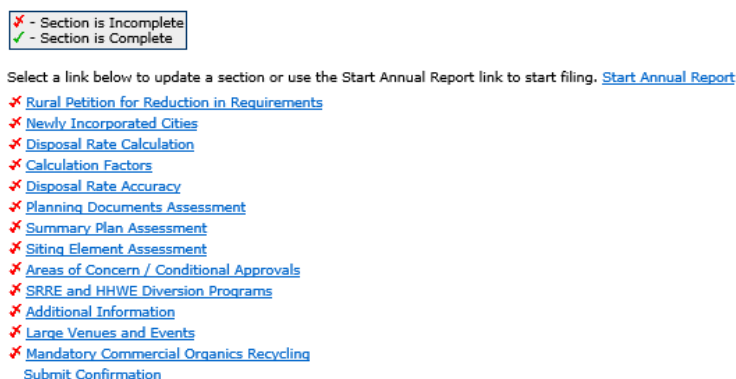 ✗ - Section is Incomplete
✓ - Section is Complete
Select a link below to update a section or use the Start Annual Report link to start filing. Start Annual Report
✗ Rural Petition for Reduction in Requirements
✗ Newly Incorporated Cities
✗ Disposal Rate Calculation
✗ Calculation Factors
✗ Disposal Rate Accuracy
✗ Planning Documents Assessment
✗ Summary Plan Assessment
✗ Siting Element Assessment
✗ Areas of Concern / Conditional Approvals
✗ SRRE and HHWE Diversion Programs
✗ Additional Information
✗ Large Venues and Events
✗ Mandatory Commercial Organics Recycling
Submit Confirmation